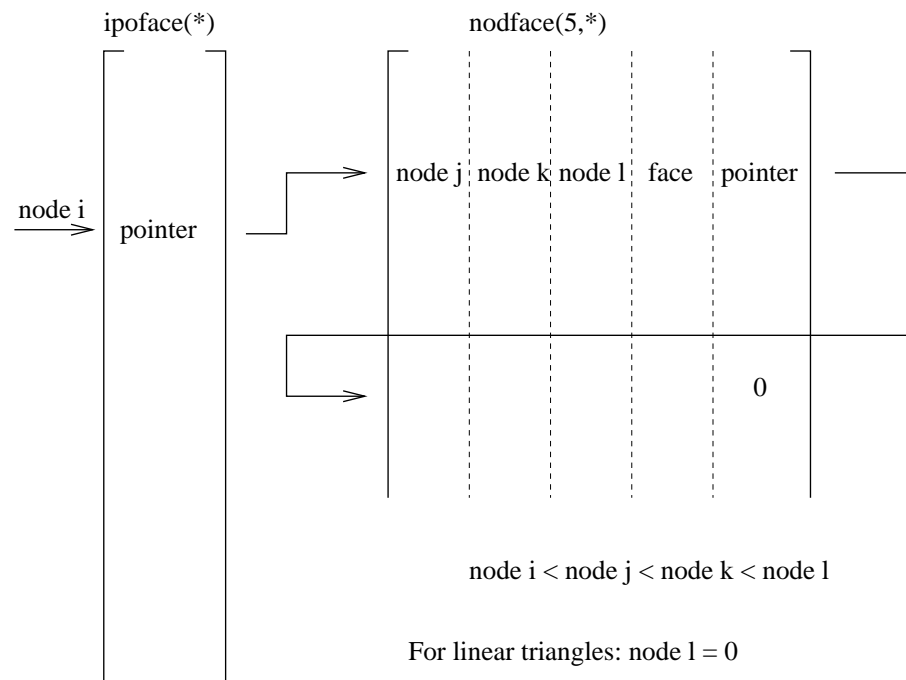 ipoface(*)
nodface(5,*)
node j
node k
node l
face
pointer
node i
pointer
0
node i < node j < node k < node l
For linear triangles: node l = 0